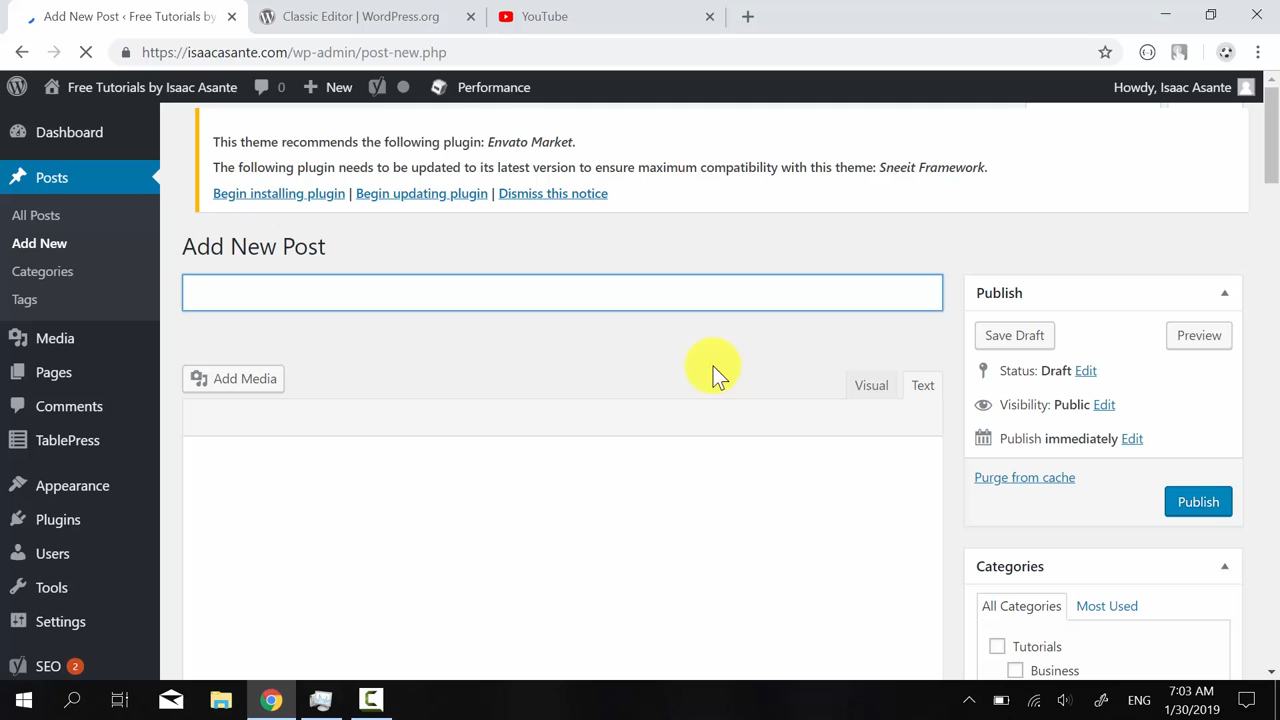 Add New Post ‹ Free Tutorials by
Classic Editor | WordPress.org
YouTube
https://isaacasante.com/wp-admin/post-new.php
Free Tutorials by Isaac Asante
0
New
Performance
Howdy, Isaac Asante
Dashboard
Posts
All Posts
Add New
Categories
Tags
Media
Pages
Comments
TablePress
Appearance
Plugins
Users
Tools
Settings
SEO 2
This theme recommends the following plugin: Envato Market.
The following plugin needs to be updated to its latest version to ensure maximum compatibility with this theme: Sneeit Framework.
Begin installing plugin | Begin updating plugin | Dismiss this notice
Add New Post
Add Media
Visual
Text
Publish
Save Draft
Preview
Status: Draft Edit
Visibility: Public Edit
Publish immediately Edit
Purge from cache
Publish
Categories
All Categories
Most Used
Tutorials
Business
ENG
7:03 AM
1/30/2019